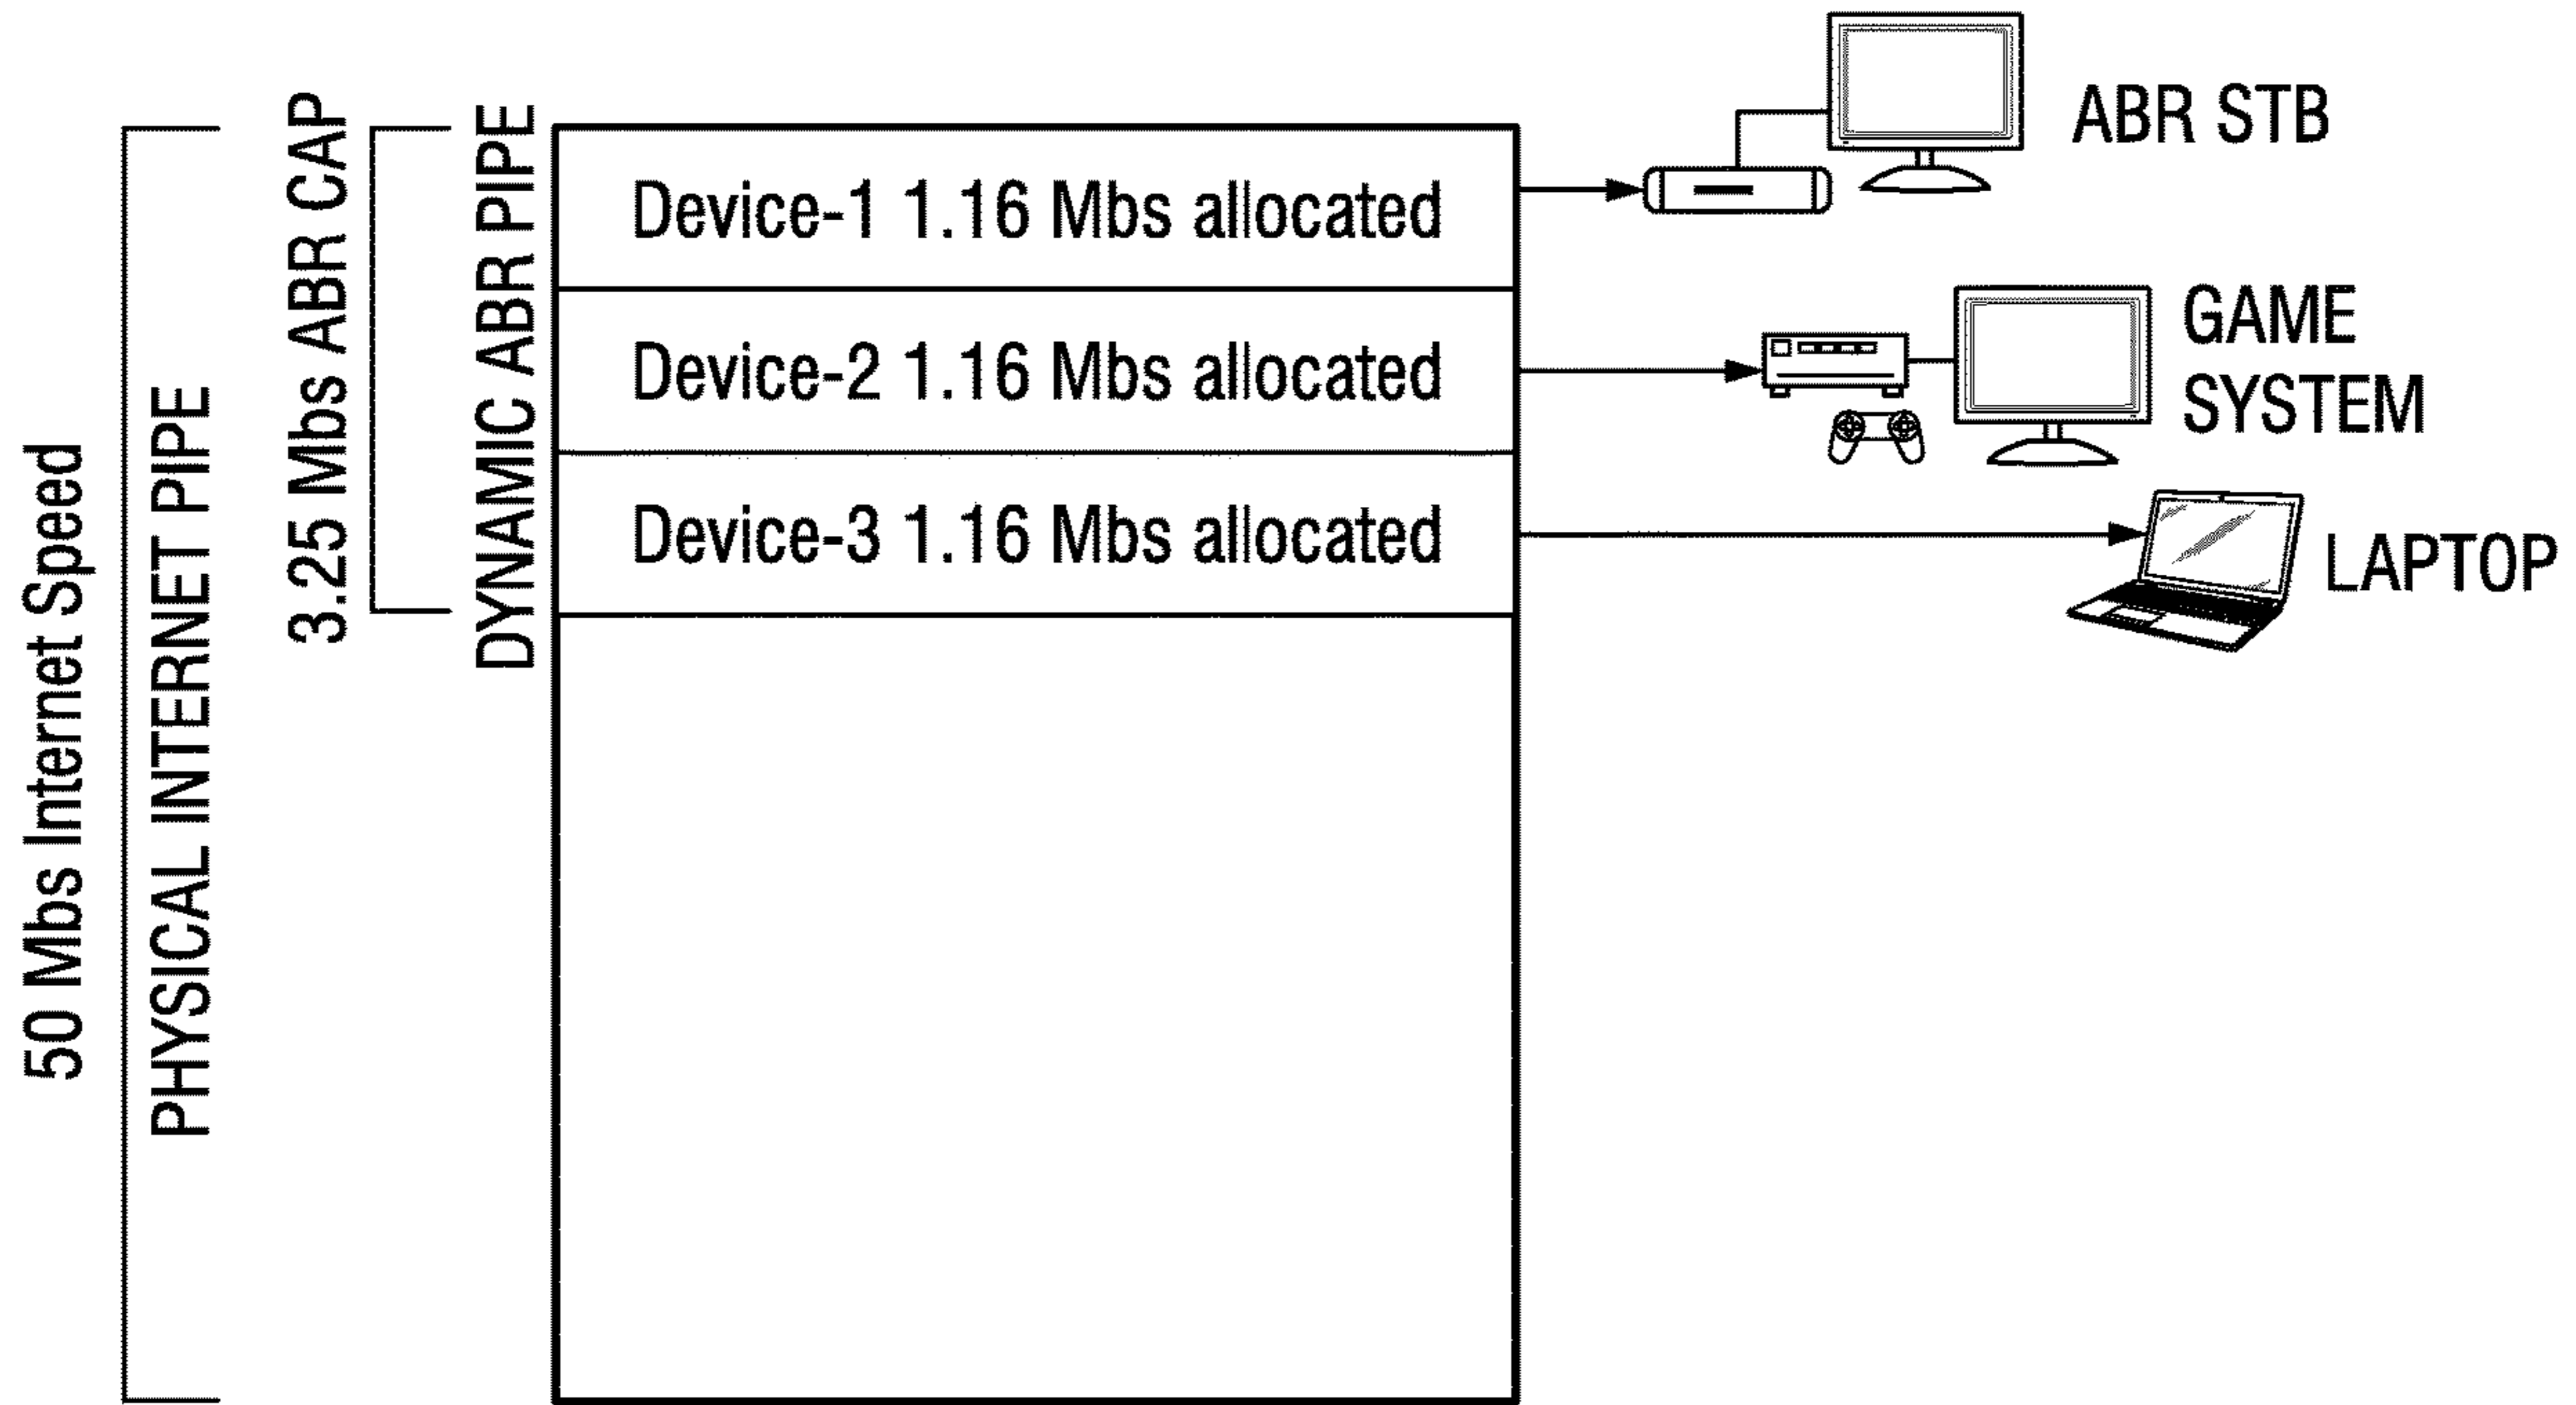 50 Mbs Internet Speed
PHYSICAL INTERNET PIPE
3.25 Mbs ABR CAP
DYNAMIC ABR PIPE
Device-1 1.16 Mbs allocated
Device-2 1.16 Mbs allocated
Device-3 1.16 Mbs allocated
ABR STB
GAME
SYSTEM
LAPTOP